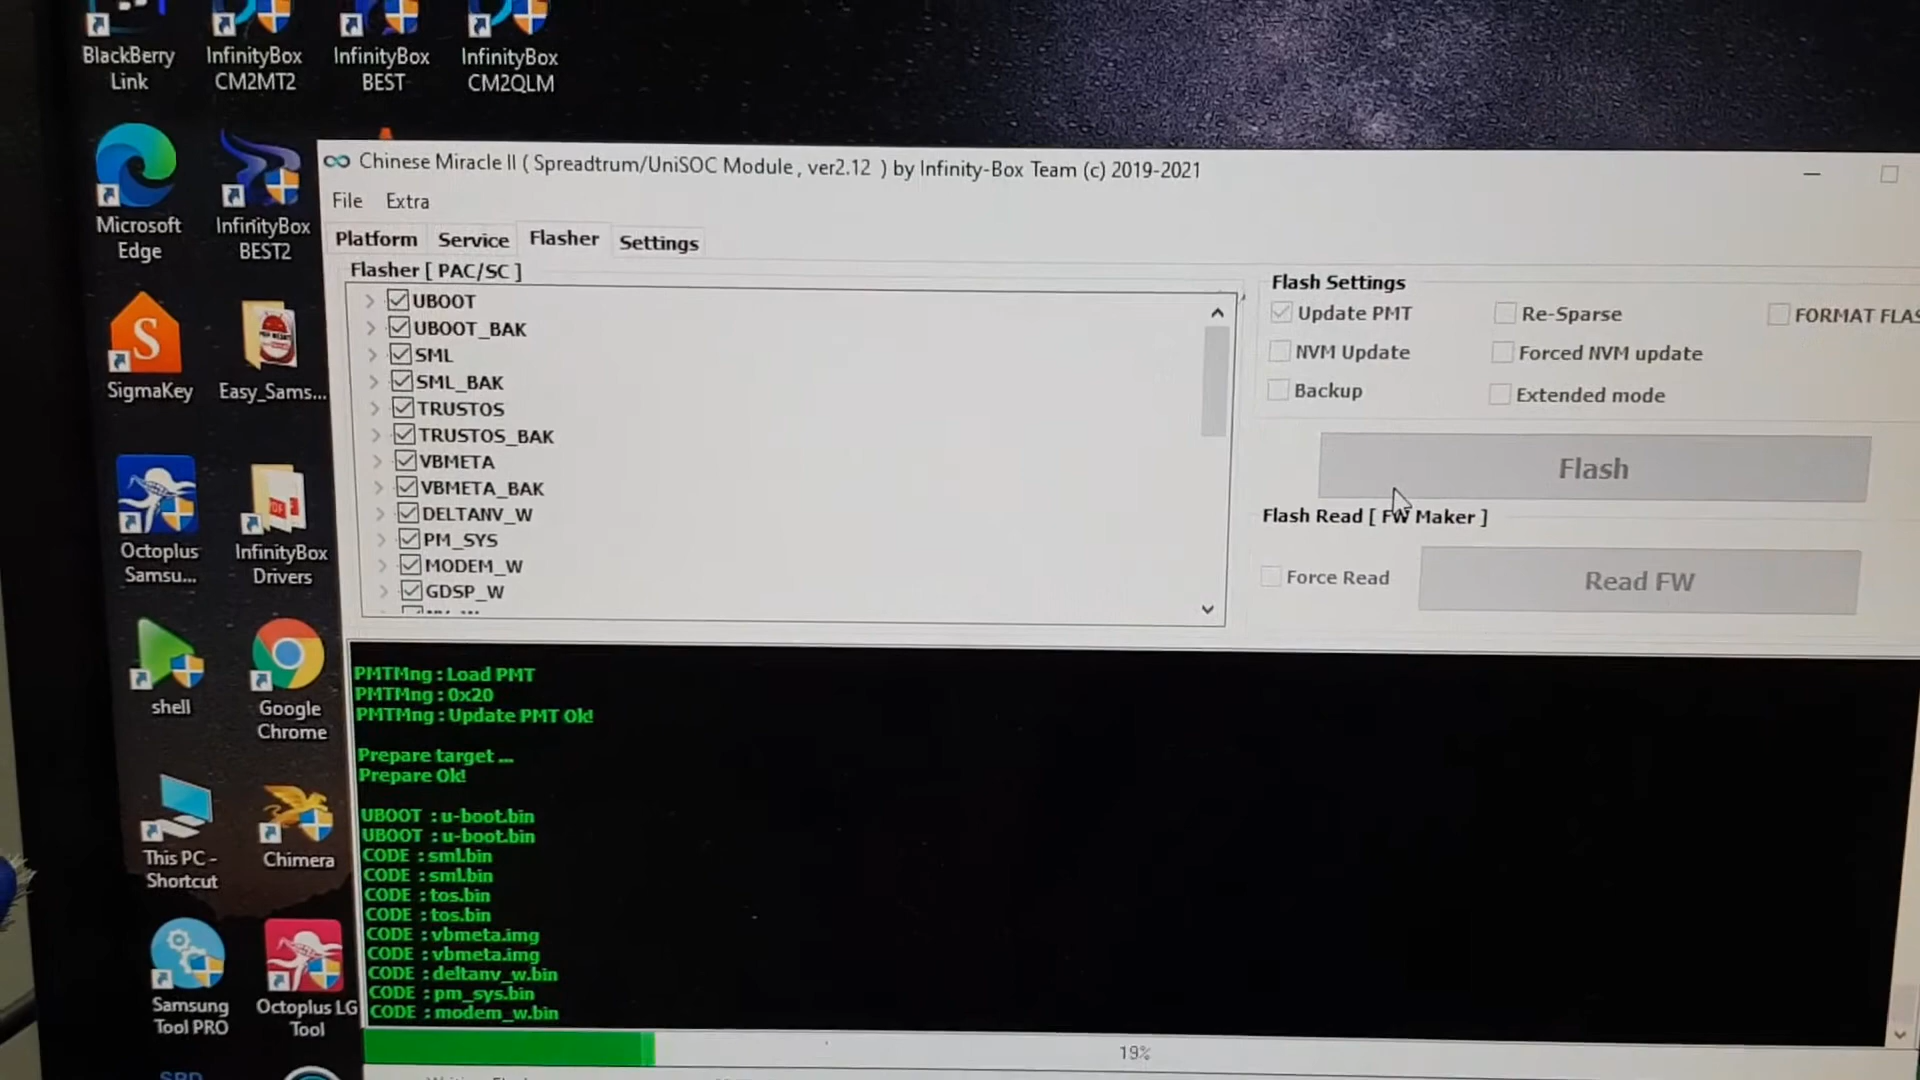 BlackBerry
Link
InfinityBox
CM2MT2
InfinityBox
BEST
InfinityBox
CM2QLM
Microsoft
Edge
InfinityBox
BEST2
SigmaKey
Easy_Sams...
Octoplus
Samsu...
InfinityBox
Drivers
shell
Google
Chrome
This PC -
Shortcut
Chimera
Samsung
Tool PRO
Octoplus LG
Tool
Chinese Miracle II ( Spreadtrum/UniSOC Module , ver2.12 ) by Infinity-Box Team (c) 2019-2021
File Extra
Platform Service Flasher Settings
Flasher [ PAC/SC ]
UBOOT
UBOOT_BAK
SML
SML_BAK
TRUSTOS
TRUSTOS_BAK
VBMETA
VBMETA_BAK
DELTANV_W
PM_SYS
MODEM_W
GDSP_W
Flash Settings
Update PMT Re-Sparse FORMAT FLAS
NVM Update Forced NVM update
Backup Extended mode
Flash
Flash Read [ FW Maker ]
Force Read Read FW
PMTMng : Load PMT
PMTMng : 0x20
PMTMng : Update PMT Ok!
Prepare target ...
Prepare Ok!
UBOOT : u-boot.bin
UBOOT : u-boot.bin
CODE : sml.bin
CODE : sml.bin
CODE : tos.bin
CODE : tos.bin
CODE : vbmeta.img
CODE : vbmeta.img
CODE : deltanv_w.bin
CODE : pm_sys.bin
CODE : modem_w.bin
19%